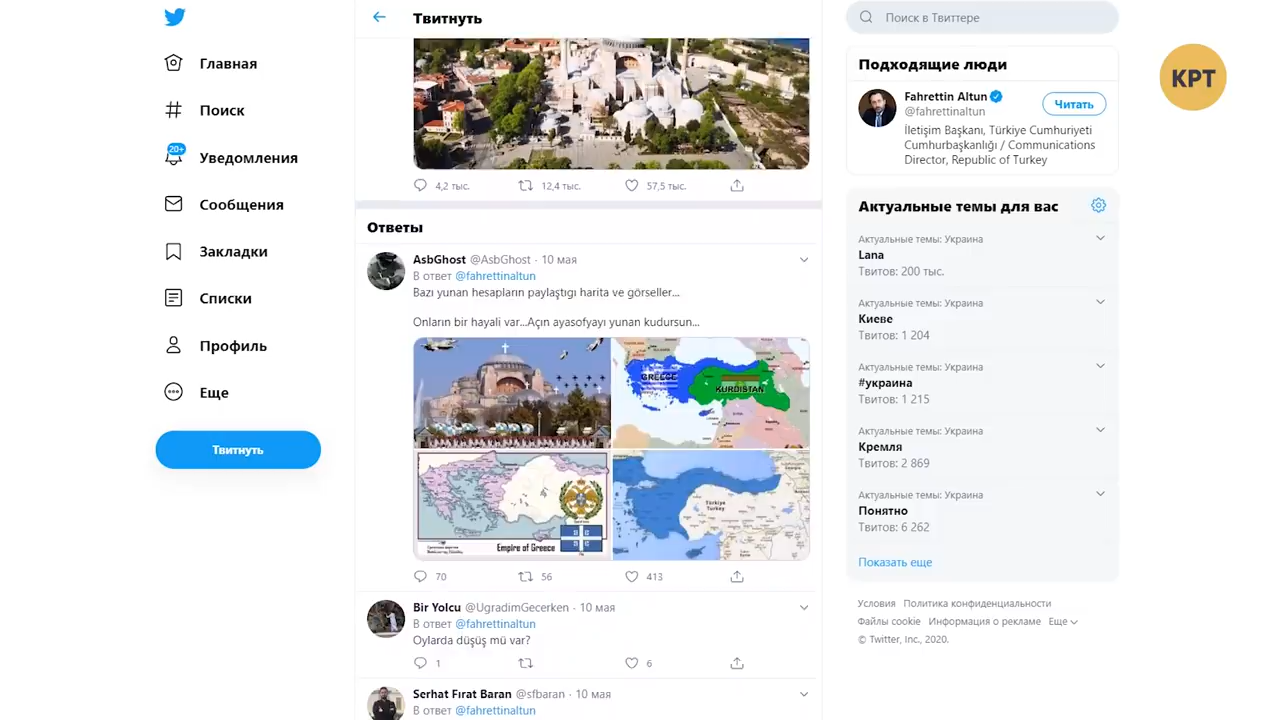 Главная
Поиск
20+
Уведомления
Сообщения
Закладки
Списки
Профиль
Еще
Твитнуть
Твитнуть
4,2 тыс.
12,4 тыс.
57,5 тыс.
Ответы
AsbGhost @AsbGhost · 10 мая
В ответ @fahrettinaltun
Bazı yunan hesapların paylaştıgı harita ve görseller...
Onların bir hayali var...Açın ayasofyayı yunan kudursun...
GREECE
KURDISTAN
Empire of Greece
Türkiye
Turkey
70
56
413
Bir Yolcu @UgradimGecerken · 10 мая
В ответ @fahrettinaltun
Oylarda düşüş mü var?
1
6
Serhat Fırat Baran @sfbaran · 10 мая
В ответ @fahrettinaltun
Поиск в Твиттере
КРТ
Подходящие люди
Fahrettin Altun
@fahrettinaltun
Читать
İletişim Başkanı, Türkiye Cumhuriyeti
Cumhurbaşkanlığı / Communications
Director, Republic of Turkey
Актуальные темы для вас
Актуальные темы: Украина
Lana
Твитов: 200 тыс.
Актуальные темы: Украина
Киеве
Твитов: 1 204
Актуальные темы: Украина
#украина
Твитов: 1 215
Актуальные темы: Украина
Кремля
Твитов: 2 869
Актуальные темы: Украина
Понятно
Твитов: 6 262
Показать еще
Условия Политика конфиденциальности
Файлы cookie Информация о рекламе Еще
© Twitter, Inc., 2020.